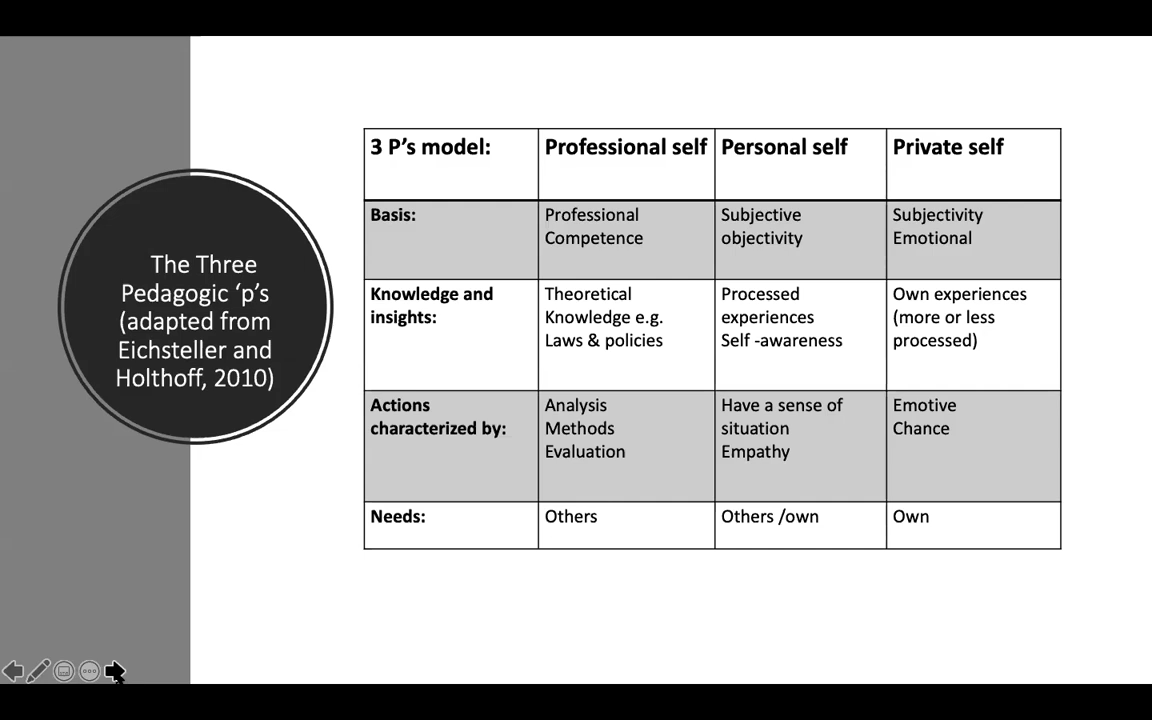 The Three
Pedagogic ‘p’s
(adapted from
Eichsteller and
Holthoff, 2010)
3 P’s model:
Professional self
Personal self
Private self
Basis:
Professional
Competence
Subjective
objectivity
Subjectivity
Emotional
Knowledge and
insights:
Theoretical
Knowledge e.g.
Laws & policies
Processed
experiences
Self -awareness
Own experiences
(more or less
processed)
Actions
characterized by:
Analysis
Methods
Evaluation
Have a sense of
situation
Empathy
Emotive
Chance
Needs:
Others
Others /own
Own